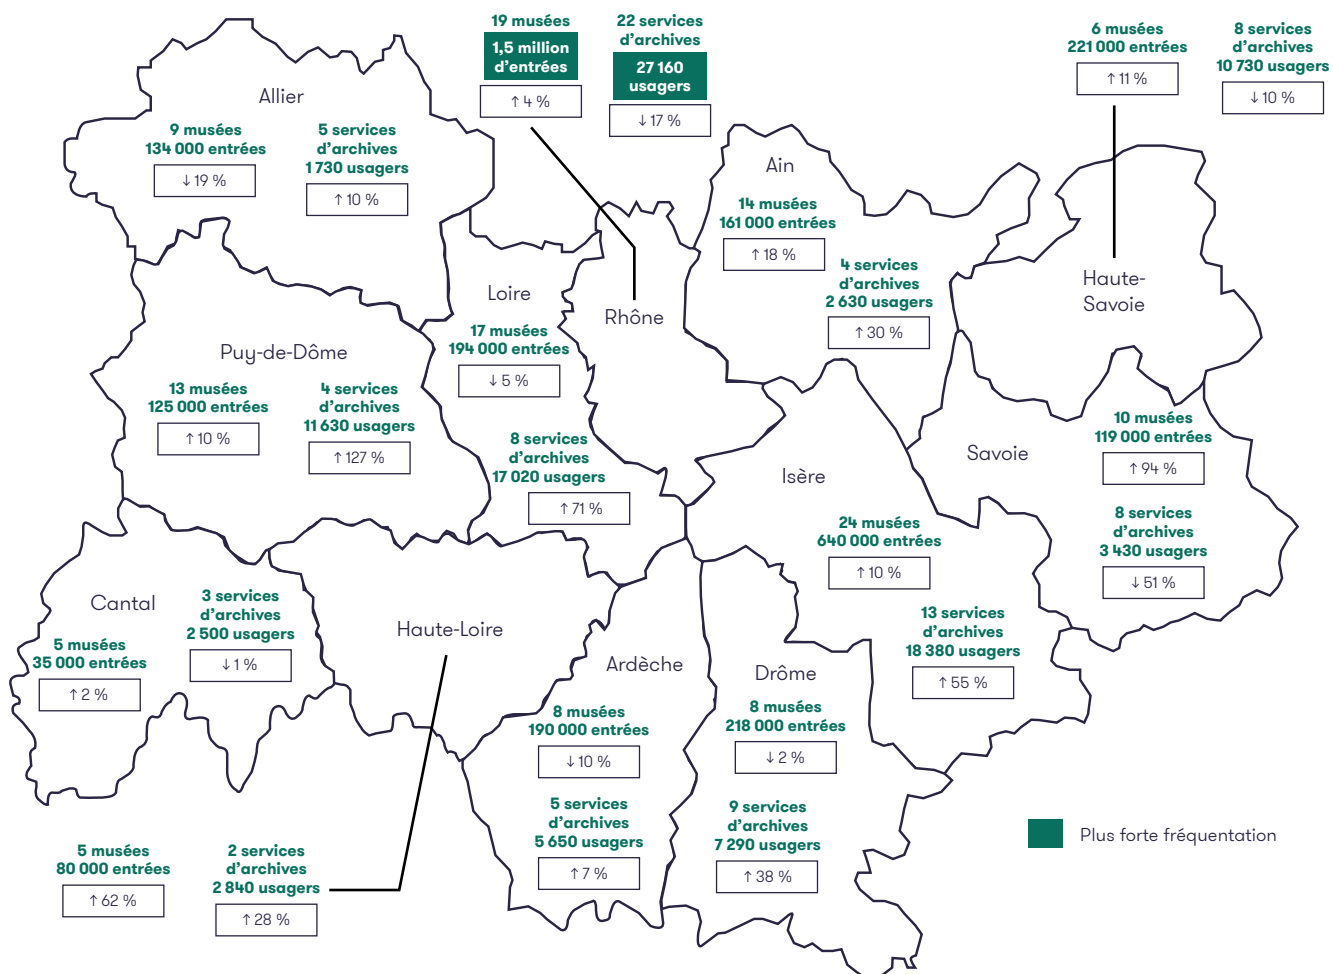 19 musées
1,5 million
d'entrées
↑ 4 %
22 services
d'archives
27 160
usagers
↓ 17 %
6 musées
221 000 entrées
↑ 11 %
8 services
d'archives
10 730 usagers
↓ 10 %
Allier
9 musées
134 000 entrées
↓ 19 %
5 services
d'archives
1 730 usagers
↑ 10 %
Ain
14 musées
161 000 entrées
↑ 18 %
4 services
d'archives
2 630 usagers
↑ 30 %
Haute-
Savoie
Loire
17 musées
194 000 entrées
↓ 5 %
8 services
d'archives
17 020 usagers
↑ 71 %
Rhône
Puy-de-Dôme
13 musées
125 000 entrées
↑ 10 %
4 services
d'archives
11 630 usagers
↑ 127 %
Savoie
10 musées
119 000 entrées
↑ 94 %
8 services
d'archives
3 430 usagers
↓ 51 %
Isère
24 musées
640 000 entrées
↑ 10 %
13 services
d'archives
18 380 usagers
↑ 55 %
Cantal
5 musées
35 000 entrées
↑ 2 %
3 services
d'archives
2 500 usagers
↓ 1 %
Haute-Loire
Ardèche
8 musées
190 000 entrées
↓ 10 %
5 services
d'archives
5 650 usagers
↑ 7 %
Drôme
8 musées
218 000 entrées
↓ 2 %
9 services
d'archives
7 290 usagers
↑ 38 %
5 musées
80 000 entrées
↑ 62 %
2 services
d'archives
2 840 usagers
↑ 28 %
Plus forte fréquentation